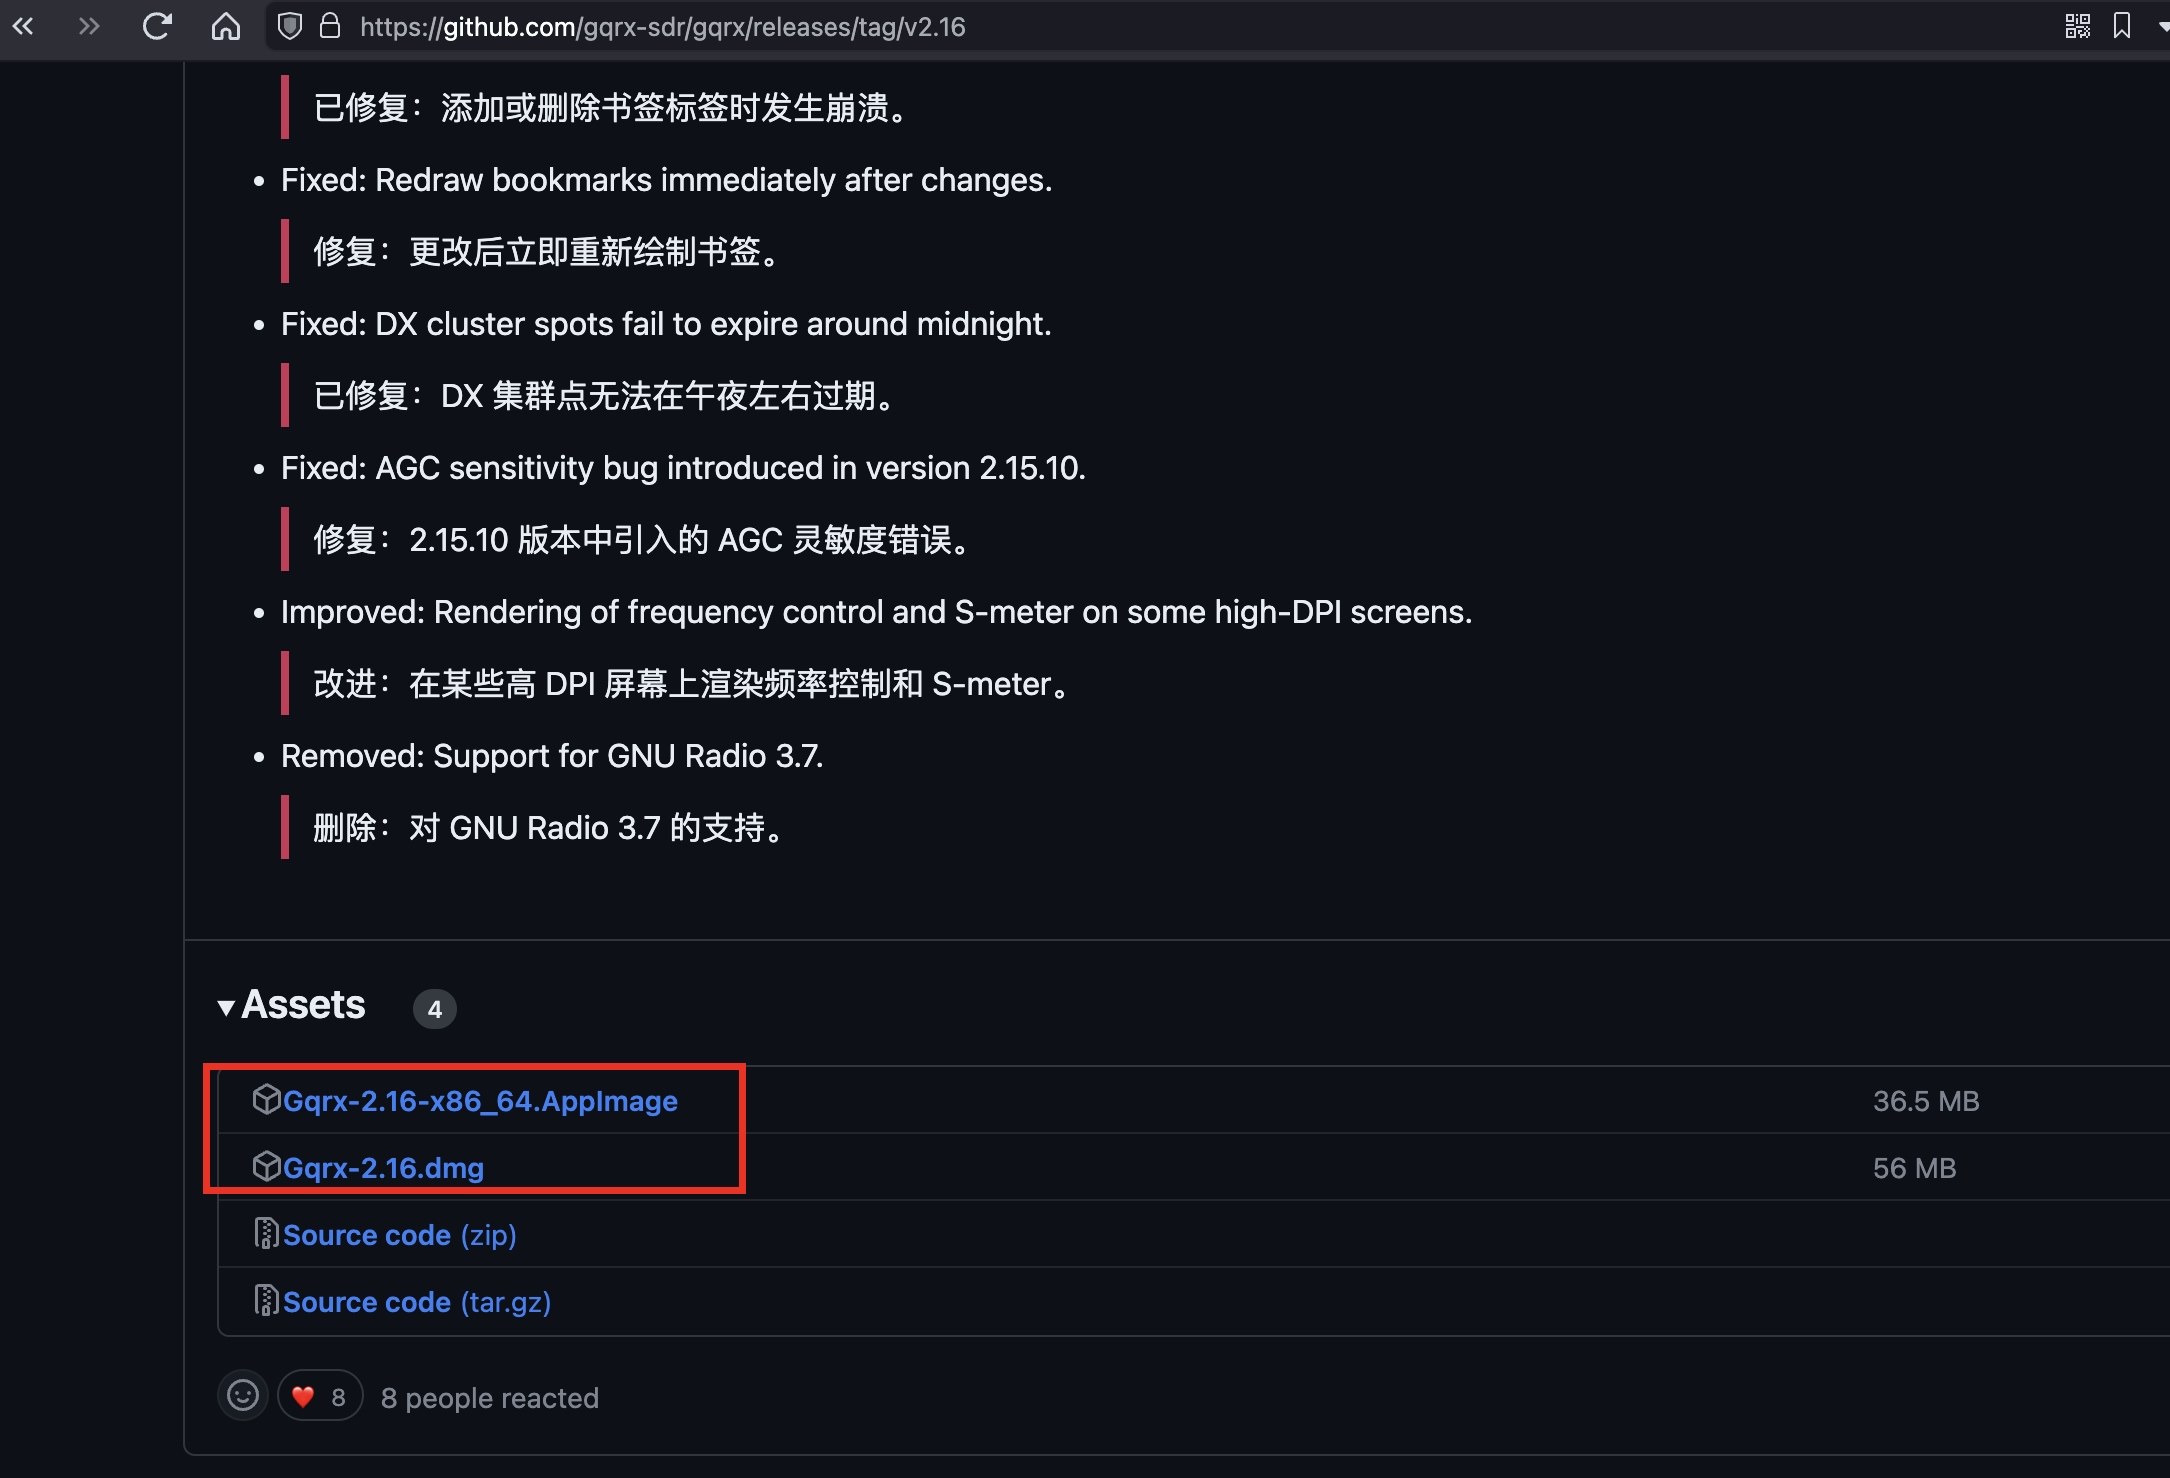 https://github.com/gqrx-sdr/gqrx/releases/tag/v2.16
已修复：添加或删除书签标签时发生崩溃。
• Fixed: Redraw bookmarks immediately after changes.
修复：更改后立即重新绘制书签。
• Fixed: DX cluster spots fail to expire around midnight.
已修复：DX 集群点无法在午夜左右过期。
• Fixed: AGC sensitivity bug introduced in version 2.15.10.
修复：2.15.10 版本中引入的 AGC 灵敏度错误。
• Improved: Rendering of frequency control and S-meter on some high-DPI screens.
改进：在某些高 DPI 屏幕上渲染频率控制和 S-meter。
• Removed: Support for GNU Radio 3.7.
删除：对 GNU Radio 3.7 的支持。
Assets 4
Gqrx-2.16-x86_64.AppImage 36.5 MB
Gqrx-2.16.dmg 56 MB
Source code (zip)
Source code (tar.gz)
8 8 people reacted